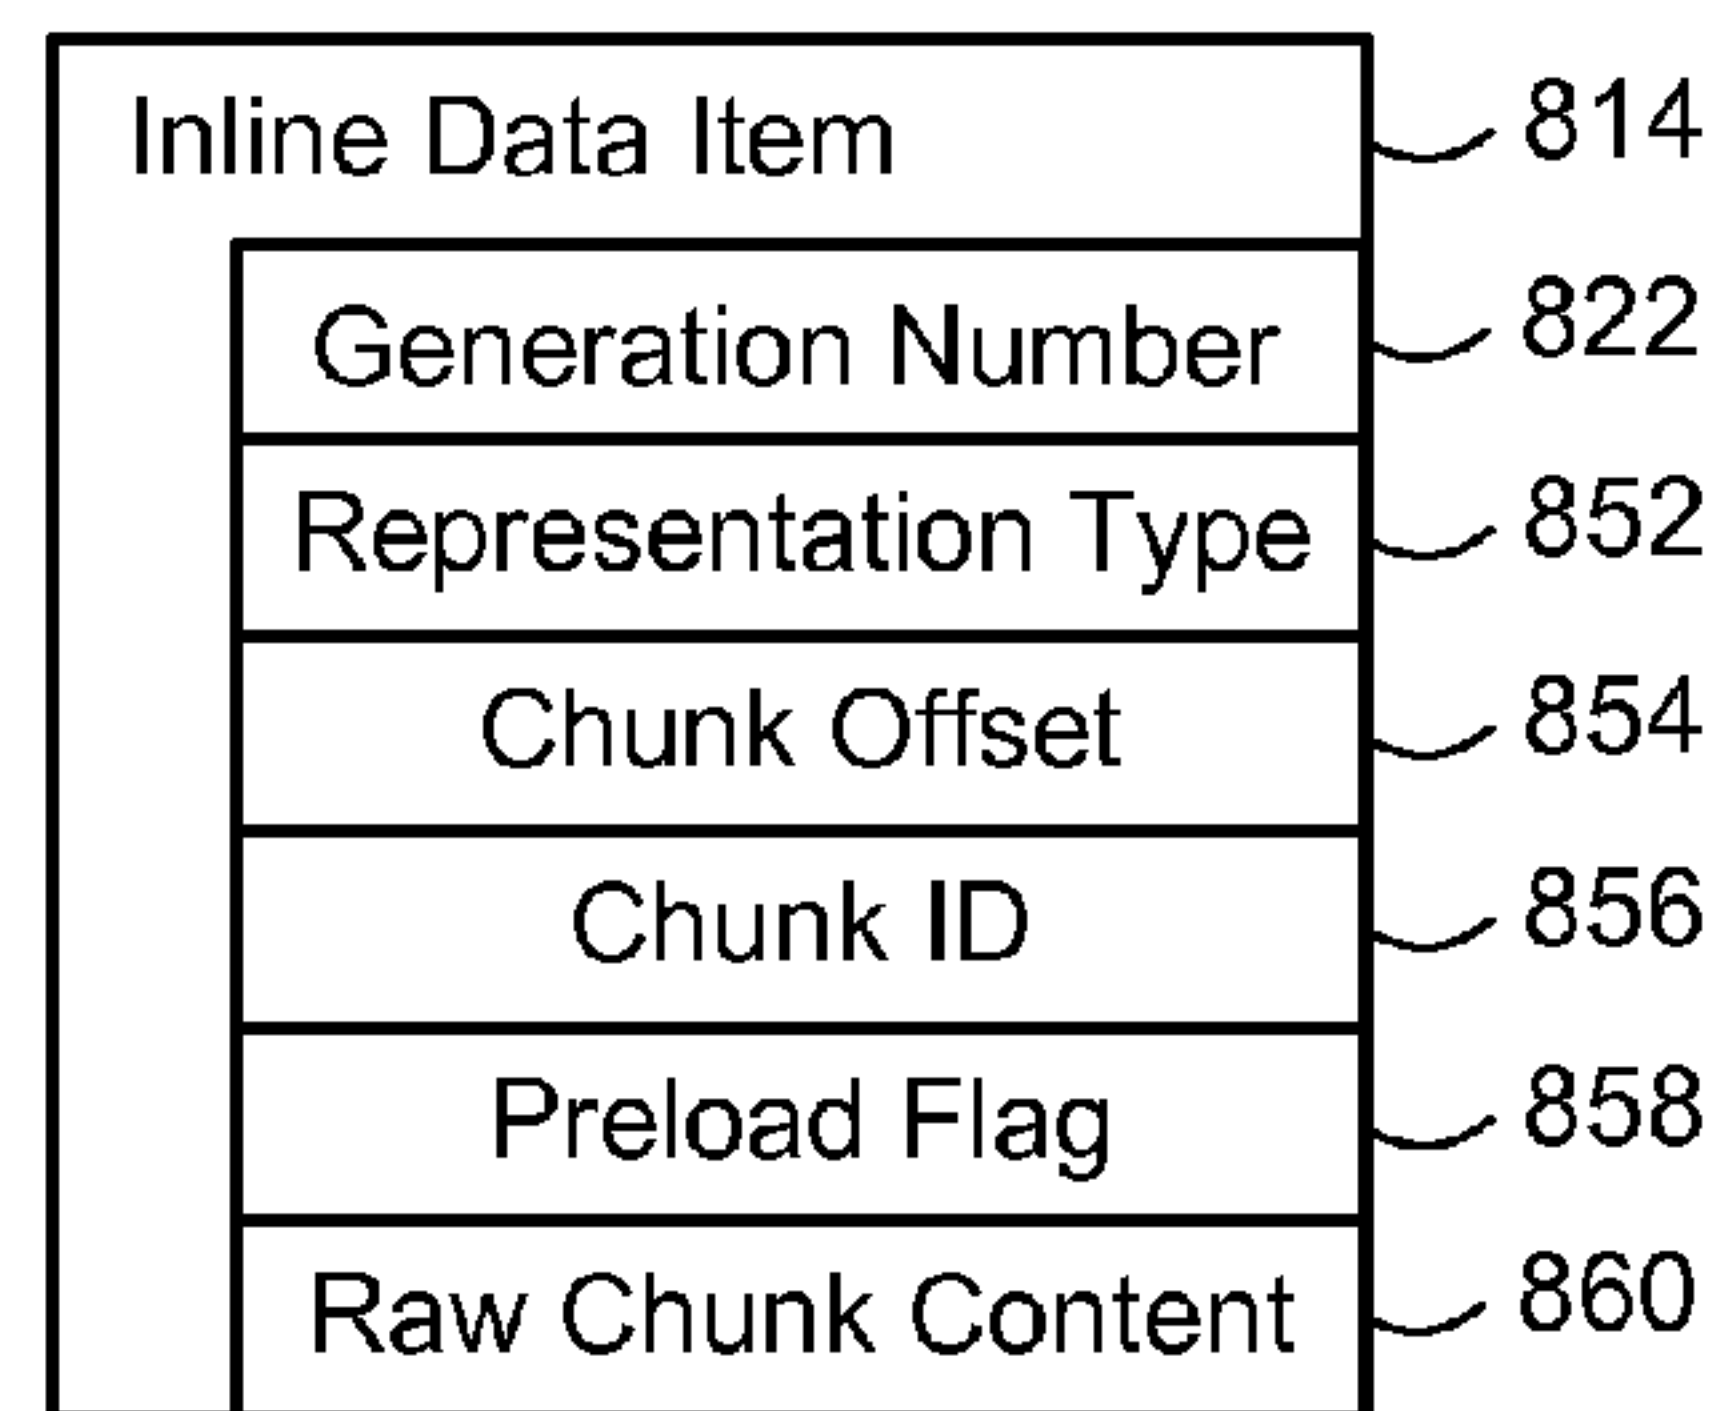 Inline Data Item 814
Generation Number 822
Representation Type 852
Chunk Offset 854
Chunk ID 856
Preload Flag 858
Raw Chunk Content 860